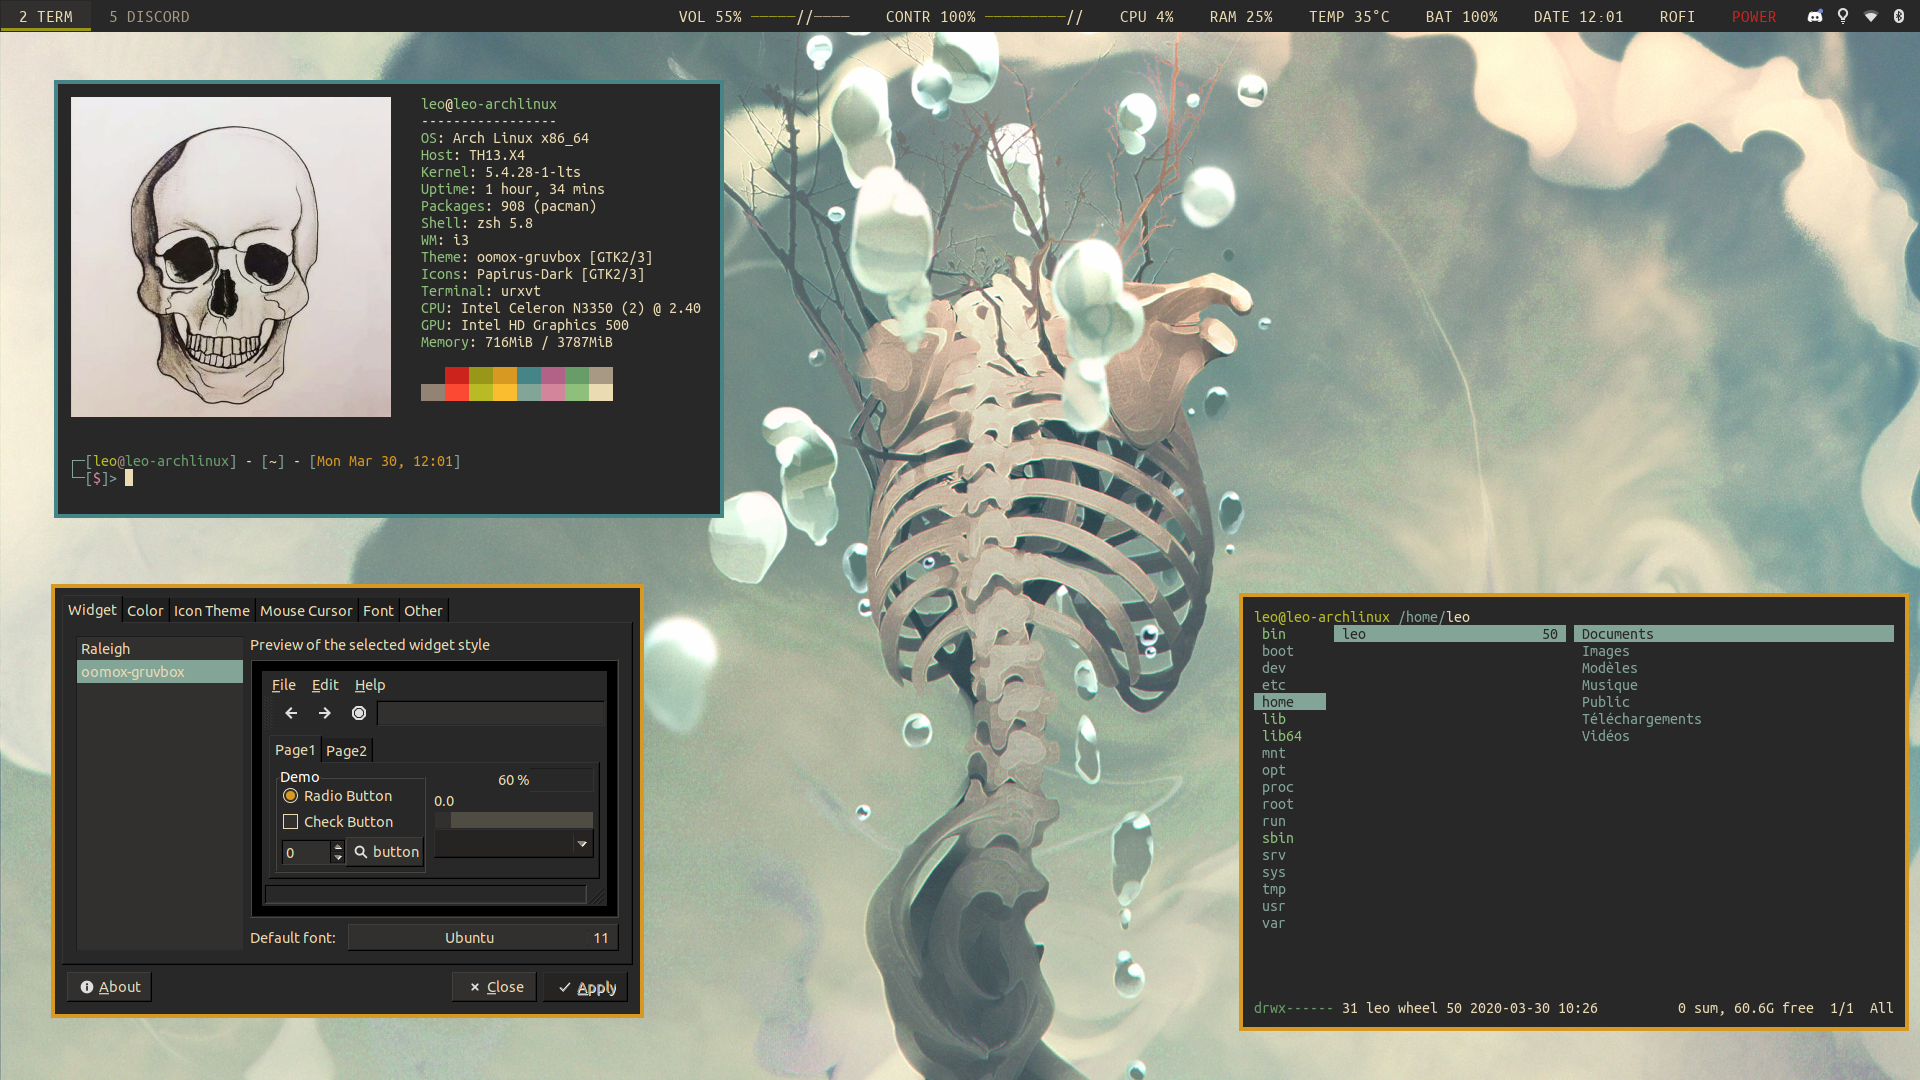 2 TERM 5 DISCORD VOL 55% ─────//──── CONTR 100% ─────────// CPU 4% RAM 25% TEMP 35°C BAT 100% DATE 12:01 ROFI POWER
leo@leo-archlinux
-----------------
OS: Arch Linux x86_64
Host: TH13.X4
Kernel: 5.4.28-1-lts
Uptime: 1 hour, 34 mins
Packages: 908 (pacman)
Shell: zsh 5.8
WM: i3
Theme: oomox-gruvbox [GTK2/3]
Icons: Papirus-Dark [GTK2/3]
Terminal: urxvt
CPU: Intel Celeron N3350 (2) @ 2.40
GPU: Intel HD Graphics 500
Memory: 716MiB / 3787MiB
┌─[leo@leo-archlinux] - [~] - [Mon Mar 30, 12:01]
└─[$]>
Widget Color Icon Theme Mouse Cursor Font Other
Raleigh
oomox-gruvbox
Preview of the selected widget style
File Edit Help
Page1 Page2
Demo
Radio Button
Check Button
0 button
60 %
0.0
Default font: Ubuntu 11
About Close Apply
leo@leo-archlinux /home/leo
bin
boot
dev
etc
home
lib
lib64
mnt
opt
proc
root
run
sbin
srv
sys
tmp
usr
var
leo 50
Documents
Images
Modèles
Musique
Public
Téléchargements
Vidéos
drwx------ 31 leo wheel 50 2020-03-30 10:26 0 sum, 60.6G free 1/1 All